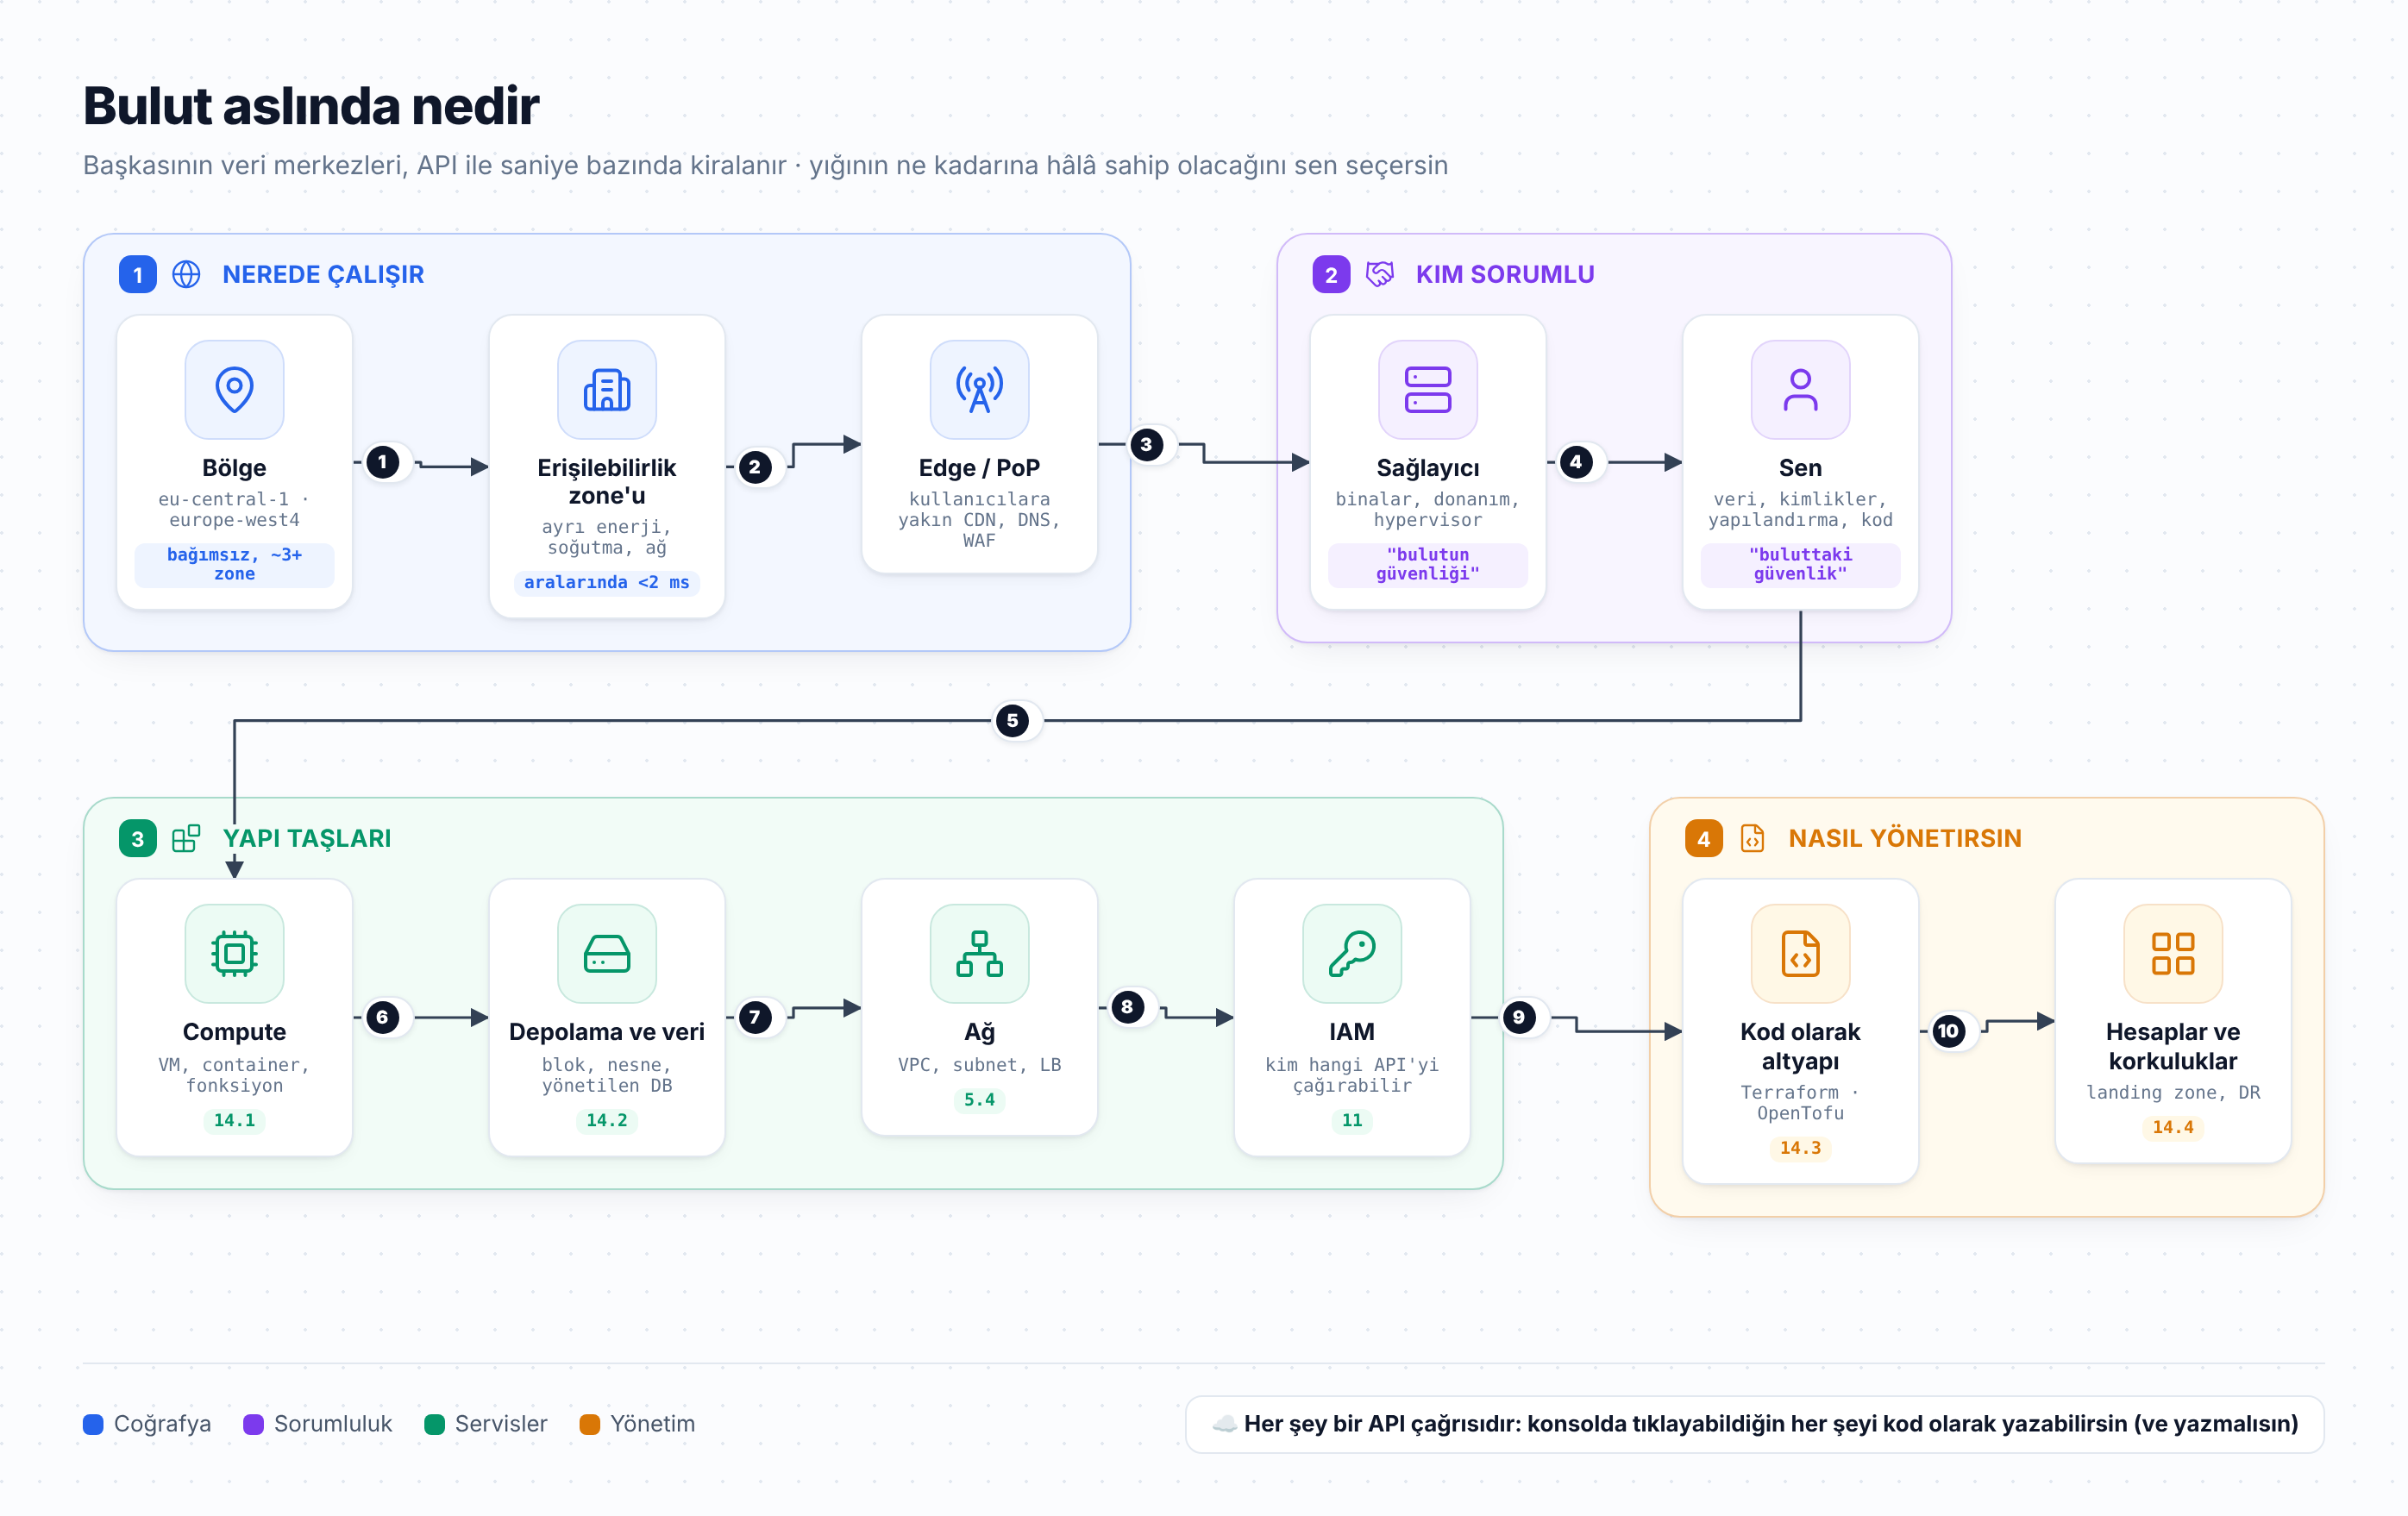 Bulut aslında nedir
Başkasının veri merkezleri, API ile saniye bazında kiralanır · yığının ne kadarına hâlâ sahip olacağını sen seçersin
1 NEREDE ÇALIŞIR
Bölge
eu-central-1 ·
europe-west4
bağımsız, ~3+
zone
1
Erişilebilirlik
zone'u
ayrı enerji,
soğutma, ağ
aralarında <2 ms
2
Edge / PoP
kullanıcılara
yakın CDN, DNS,
WAF
3
2 KIM SORUMLU
Sağlayıcı
binalar, donanım,
hypervisor
"bulutun
güvenliği"
4
Sen
veri, kimlikler,
yapılandırma, kod
"buluttaki
güvenlik"
5
3 YAPI TAŞLARI
Compute
VM, container,
fonksiyon
14.1
6
Depolama ve veri
blok, nesne,
yönetilen DB
14.2
7
Ağ
VPC, subnet, LB
5.4
8
IAM
kim hangi API'yi
çağırabilir
11
9
4 NASIL YÖNETIRSIN
Kod olarak
altyapı
Terraform ·
OpenTofu
14.3
10
Hesaplar ve
korkuluklar
landing zone, DR
14.4
Coğrafya
Sorumluluk
Servisler
Yönetim
☁️ Her şey bir API çağrısıdır: konsolda tıklayabildiğin her şeyi kod olarak yazabilirsin (ve yazmalısın)